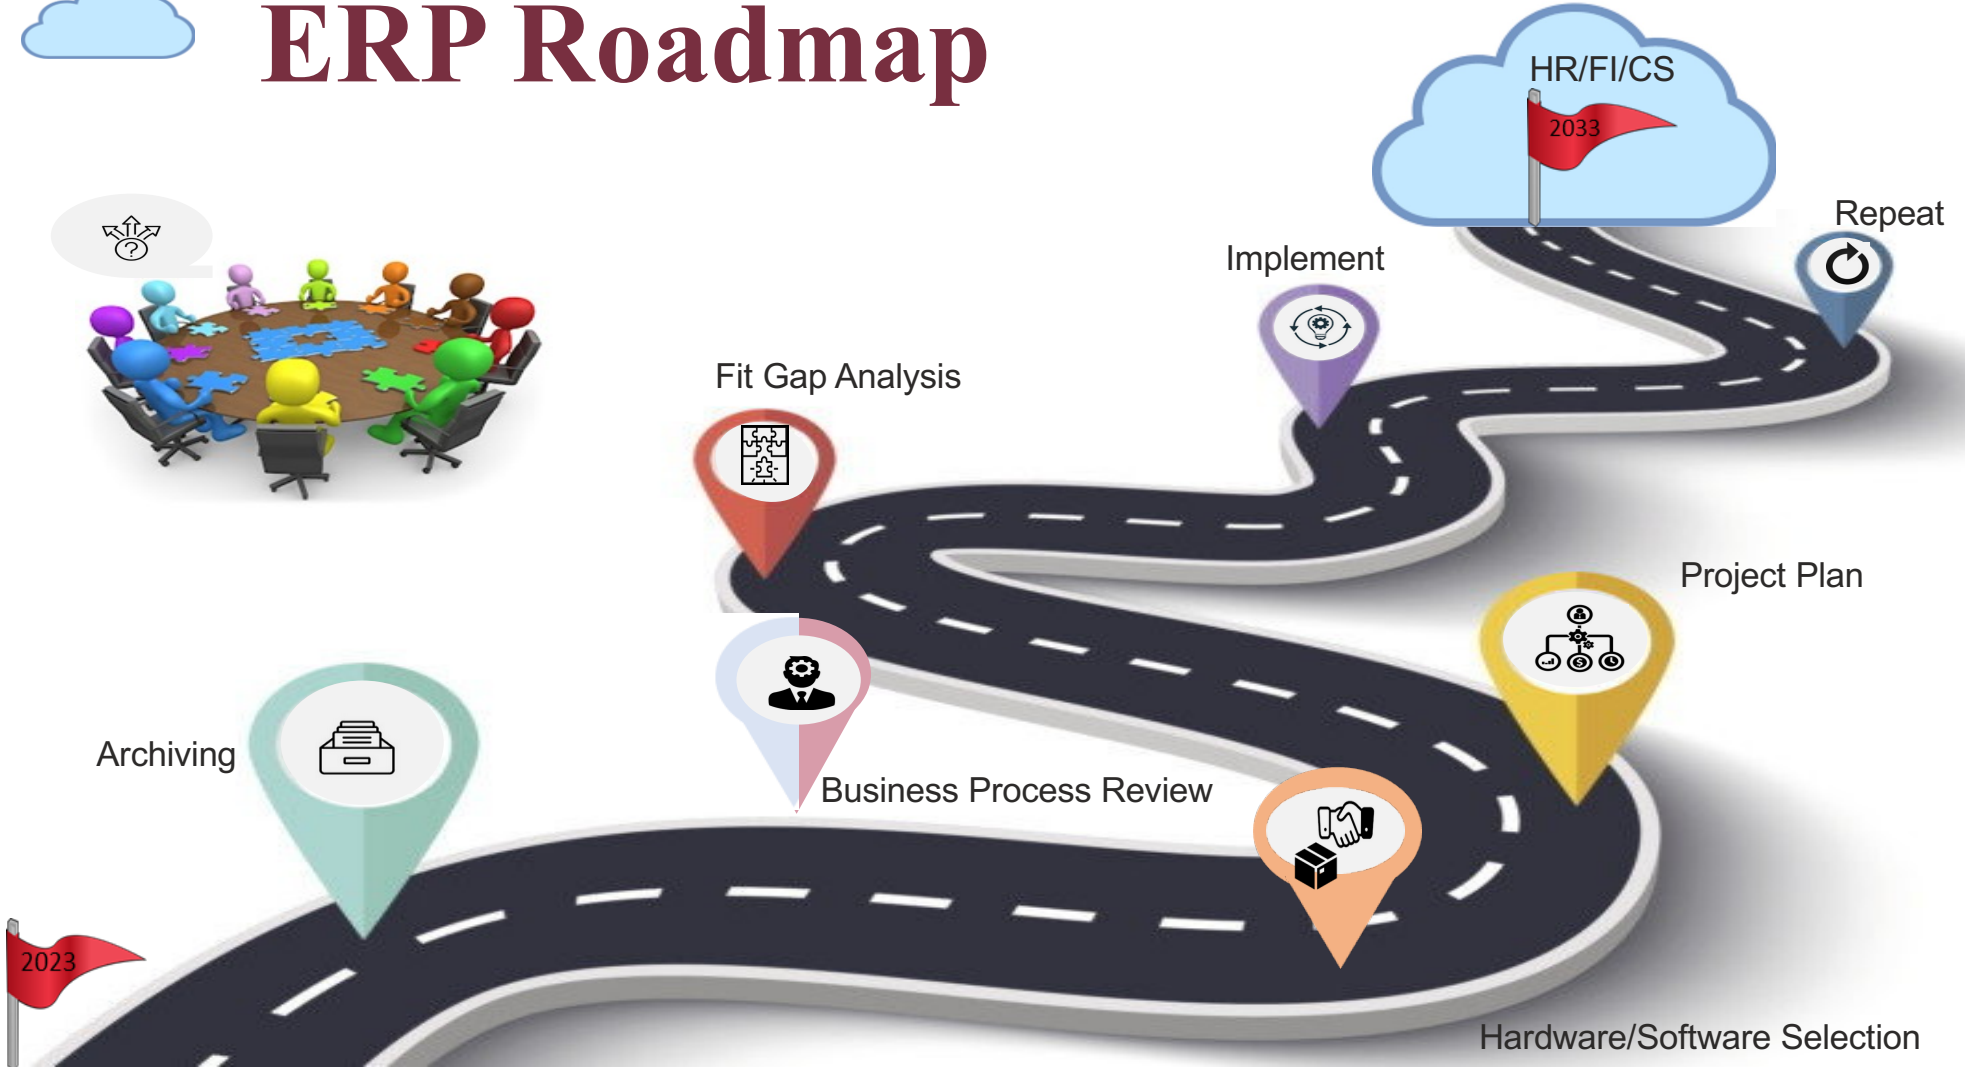 ERP Roadmap
HR/FI/CS
2033
Repeat
Implement
Fit Gap Analysis
Project Plan
Archiving
Business Process Review
2023
Hardware/Software Selection